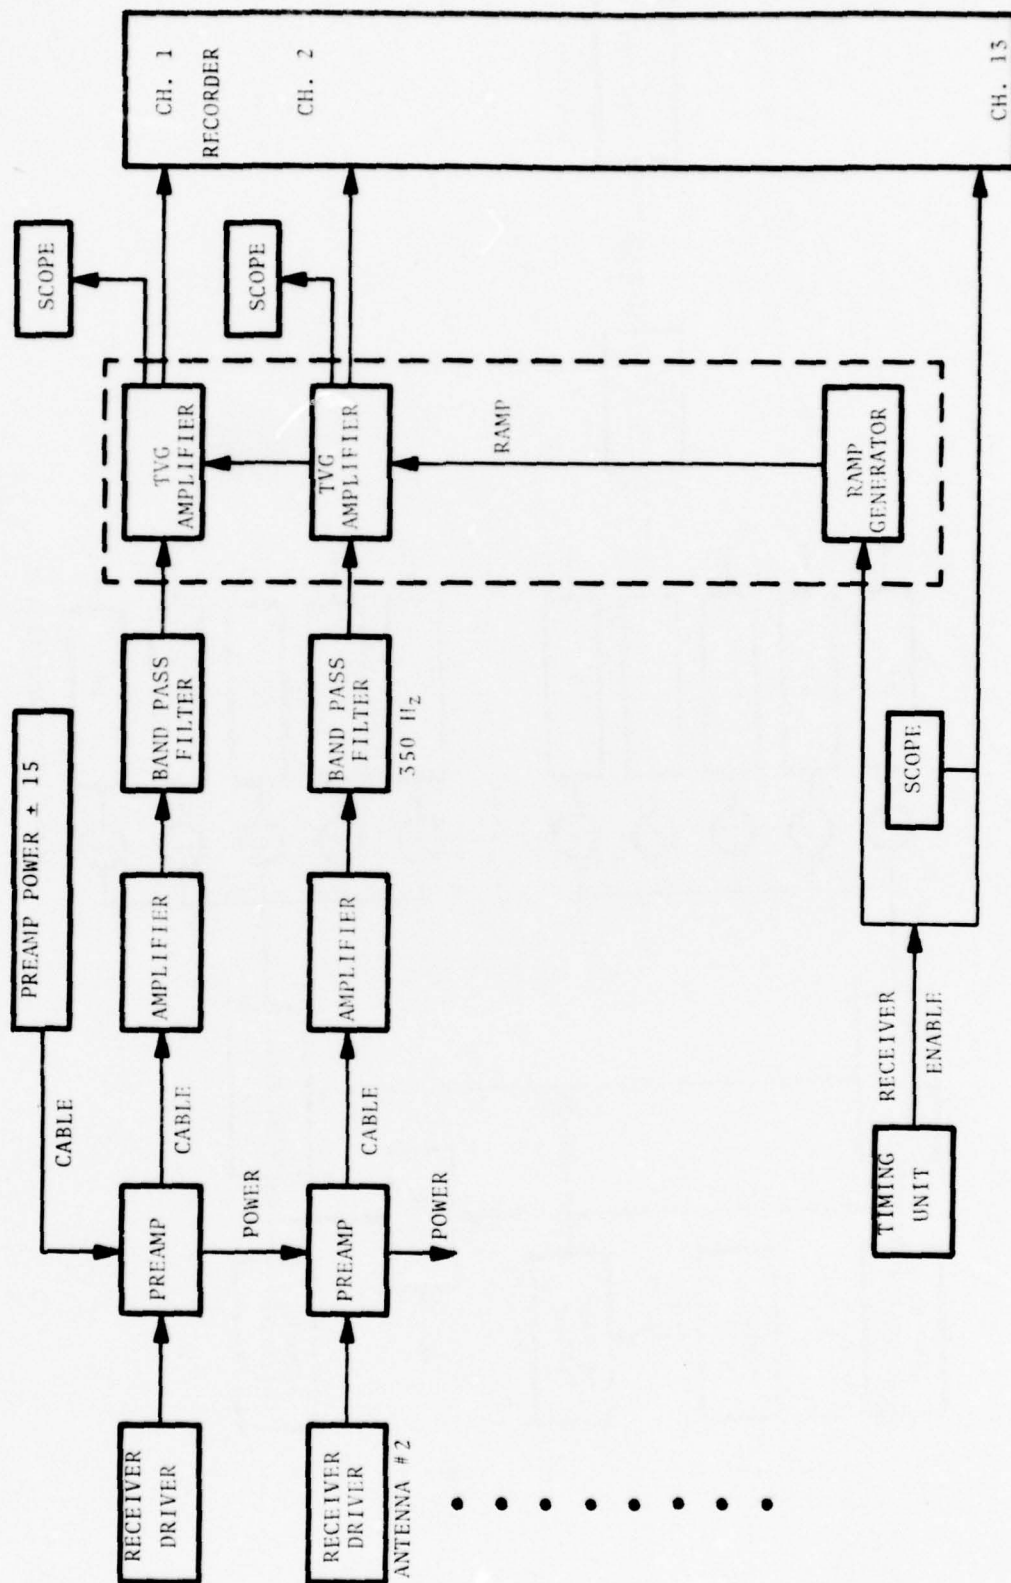 PREAMP POWER ± 15
CABLE
SCOPE
RECEIVER
DRIVER
PREAMP
CABLE
AMPLIFIER
BAND PASS
FILTER
TVG
AMPLIFIER
CH. 1
RECORDER
POWER
SCOPE
CH. 2
RECEIVER
DRIVER
ANTENNA #2
PREAMP
CABLE
AMPLIFIER
BAND PASS
FILTER
350 Hz
TVG
AMPLIFIER
POWER
RAMP
RAMP
GENERATOR
TIMING
UNIT
RECEIVER
ENABLE
SCOPE
CH. 13